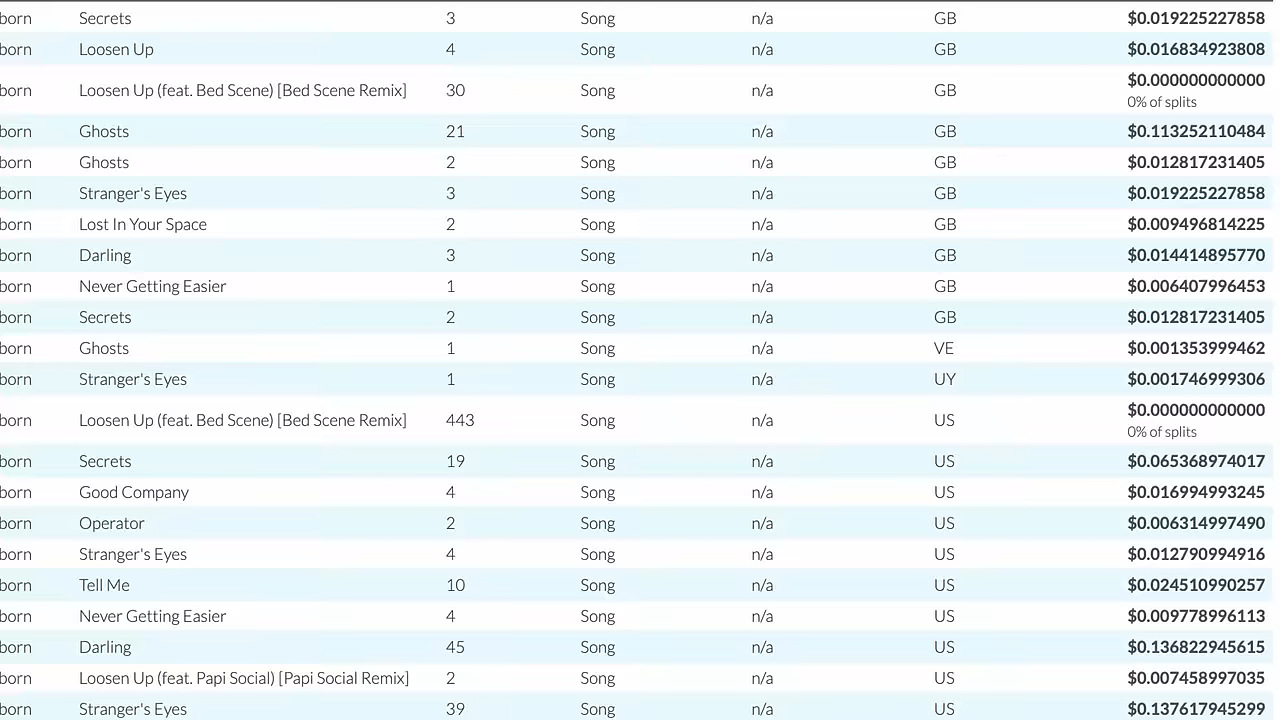 born Secrets 3 Song n/a GB $0.019225227858
born Loosen Up 4 Song n/a GB $0.016834923808
born Loosen Up (feat. Bed Scene) [Bed Scene Remix] 30 Song n/a GB $0.000000000000
0% of splits
born Ghosts 21 Song n/a GB $0.113252110484
born Ghosts 2 Song n/a GB $0.012817231405
born Stranger's Eyes 3 Song n/a GB $0.019225227858
born Lost In Your Space 2 Song n/a GB $0.009496814225
born Darling 3 Song n/a GB $0.014414895770
born Never Getting Easier 1 Song n/a GB $0.006407996453
born Secrets 2 Song n/a GB $0.012817231405
born Ghosts 1 Song n/a VE $0.001353999462
born Stranger's Eyes 1 Song n/a UY $0.001746999306
born Loosen Up (feat. Bed Scene) [Bed Scene Remix] 443 Song n/a US $0.000000000000
0% of splits
born Secrets 19 Song n/a US $0.065368974017
born Good Company 4 Song n/a US $0.016994993245
born Operator 2 Song n/a US $0.006314997490
born Stranger's Eyes 4 Song n/a US $0.012790994916
born Tell Me 10 Song n/a US $0.024510990257
born Never Getting Easier 4 Song n/a US $0.009778996113
born Darling 45 Song n/a US $0.136822945615
born Loosen Up (feat. Papi Social) [Papi Social Remix] 2 Song n/a US $0.007458997035
born Stranger's Eyes 39 Song n/a US $0.137617945299